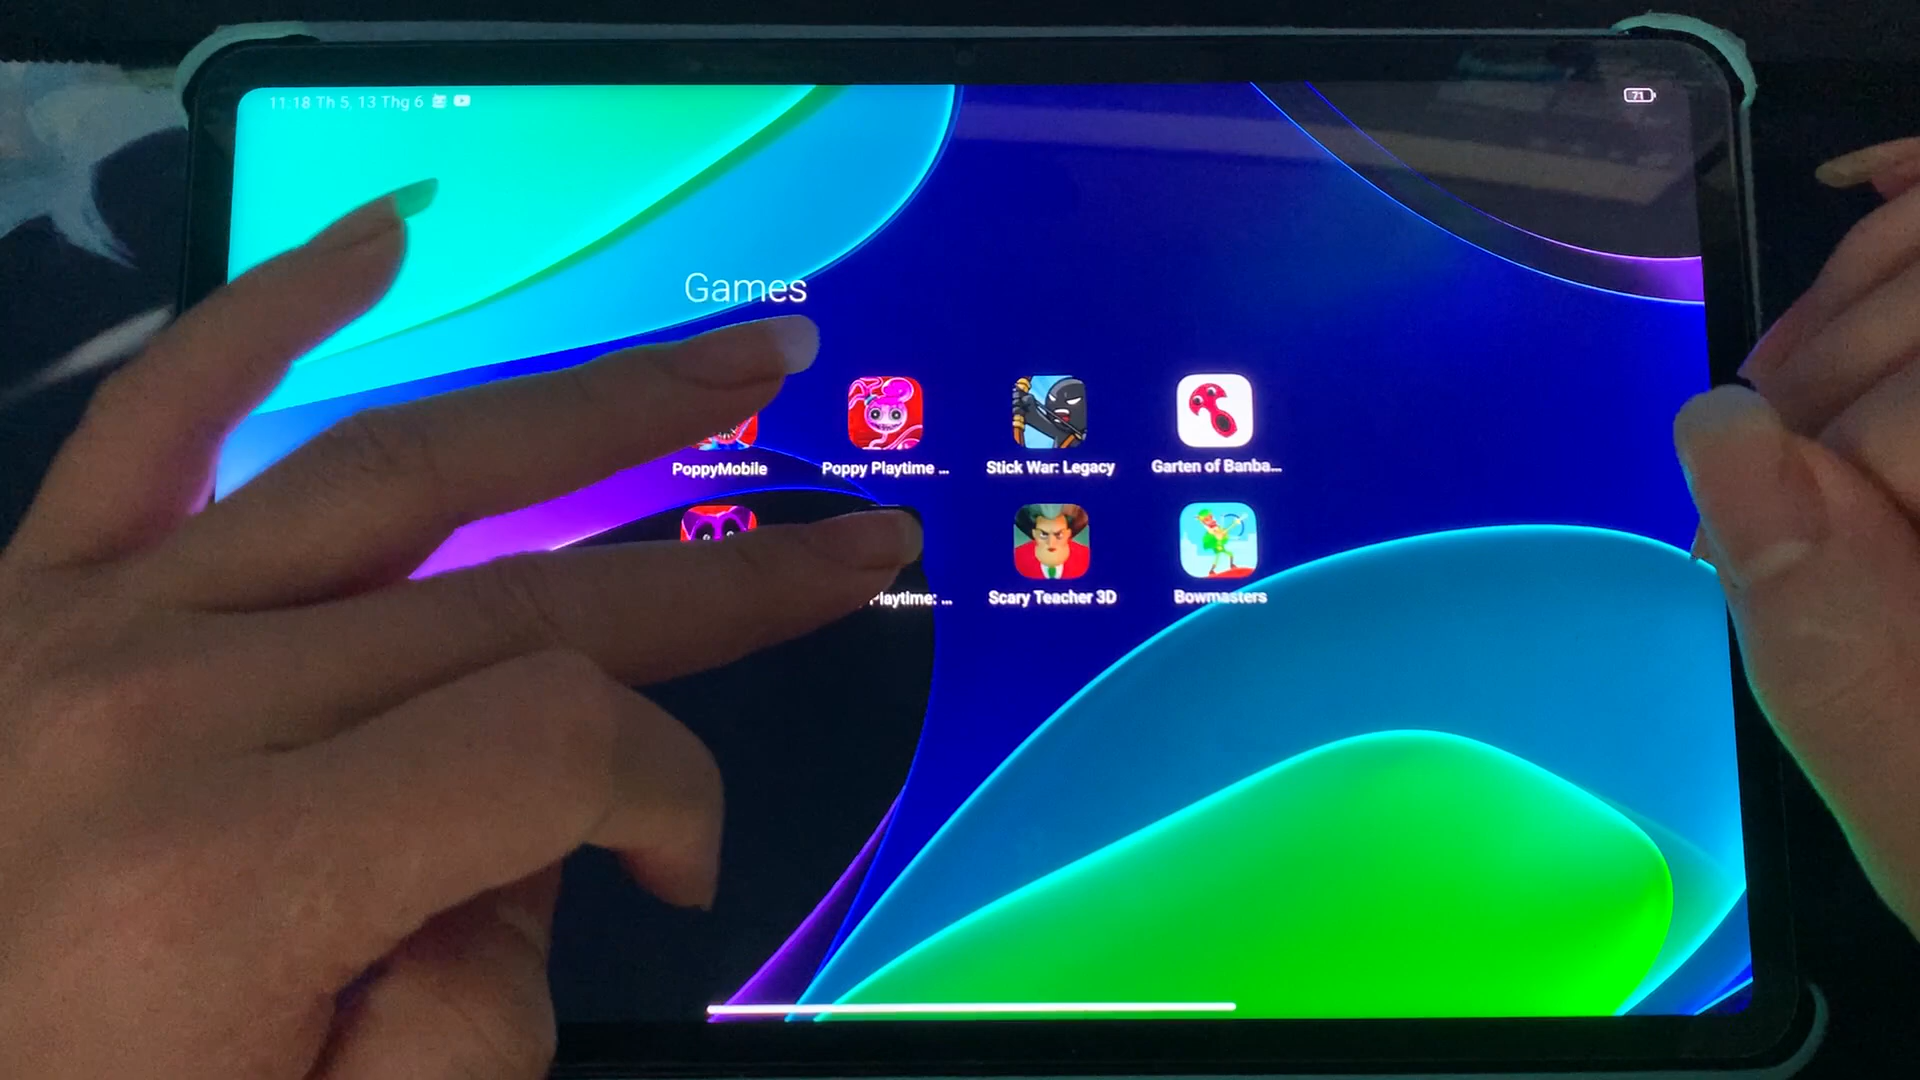 11:18 Th 5, 13 Thg 6
71
Games
PoppyMobile
Poppy Playtime ...
Stick War: Legacy
Garten of Banba...
Playtime: ...
Scary Teacher 3D
Bowmasters